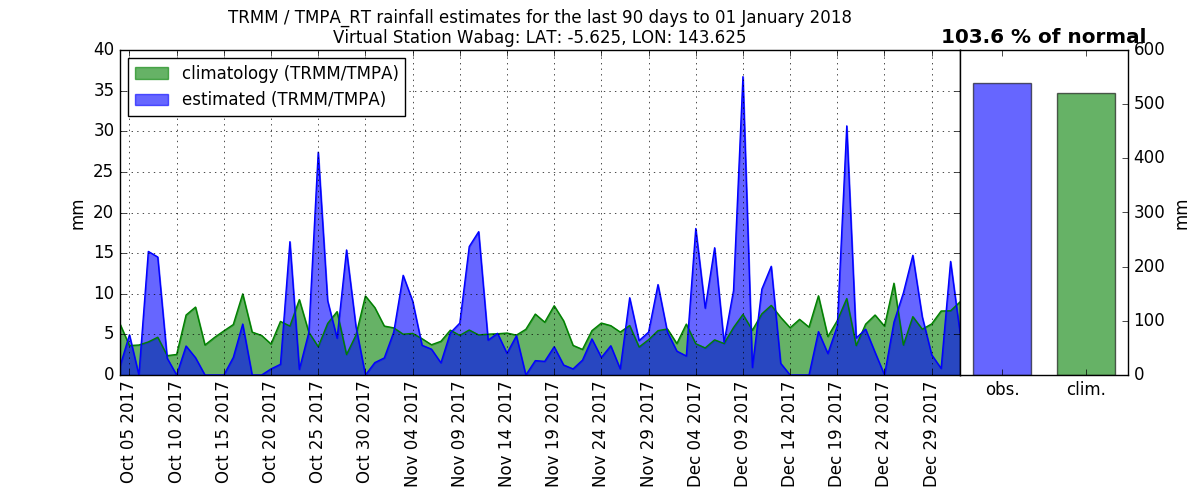 TRMM / TMPA_RT rainfall estimates for the last 90 days to 01 January 2018
Virtual Station Wabag: LAT: -5.625, LON: 143.625
103.6 % of normal
climatology (TRMM/TMPA)
estimated (TRMM/TMPA)
mm
40
35
30
25
20
15
10
5
0
600
500
400
300
200
100
0
mm
Oct 05 2017
Oct 10 2017
Oct 15 2017
Oct 20 2017
Oct 25 2017
Oct 30 2017
Nov 04 2017
Nov 09 2017
Nov 14 2017
Nov 19 2017
Nov 24 2017
Nov 29 2017
Dec 04 2017
Dec 09 2017
Dec 14 2017
Dec 19 2017
Dec 24 2017
Dec 29 2017
obs.
clim.